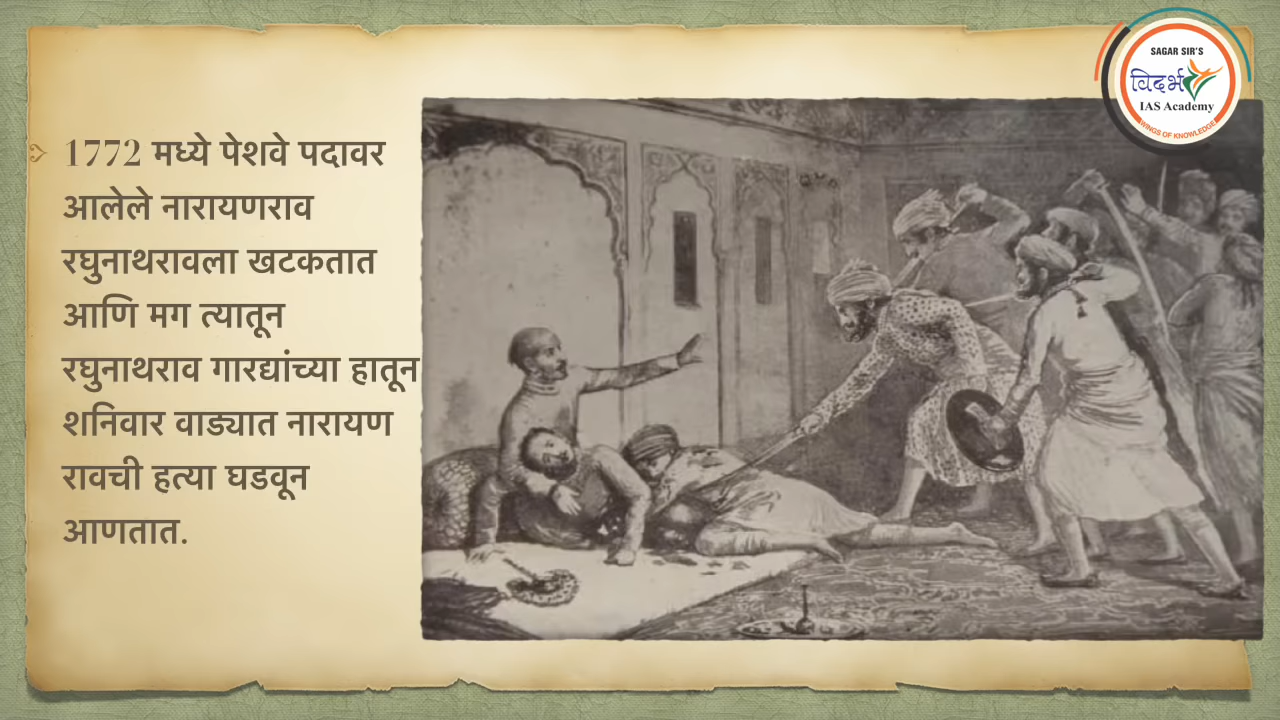 SAGAR SIR'S
विदर्भ
IAS Academy
WINGS OF KNOWLEDGE
1772 मध्ये पेशवे पदावर
आलेले नारायणराव
रघुनाथरावला खटकतात
आणि मग त्यातून
रघुनाथराव गारद्यांच्या हातून
शनिवार वाड्यात नारायण
रावची हत्या घडवून
आणतात.